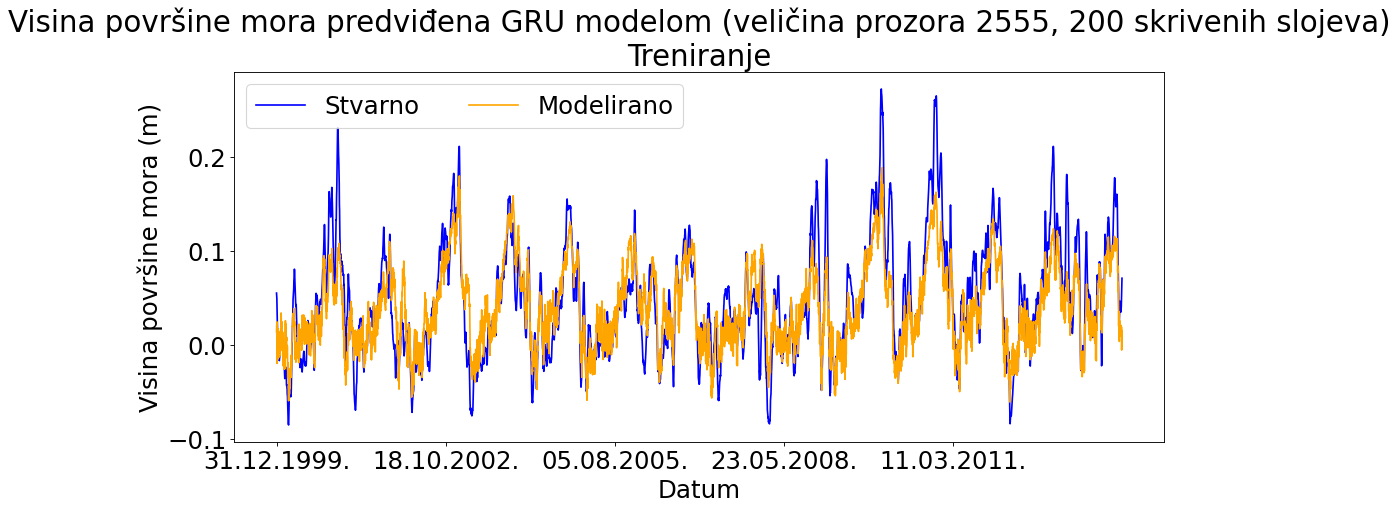 Visina površine mora predviđena GRU modelom (veličina prozora 2555, 200 skrivenih slojeva)
Treniranje
Stvarno
Modelirano
Visina površine mora (m)
0.2
0.1
0.0
−0.1
31.12.1999.
18.10.2002.
05.08.2005.
23.05.2008.
11.03.2011.
Datum